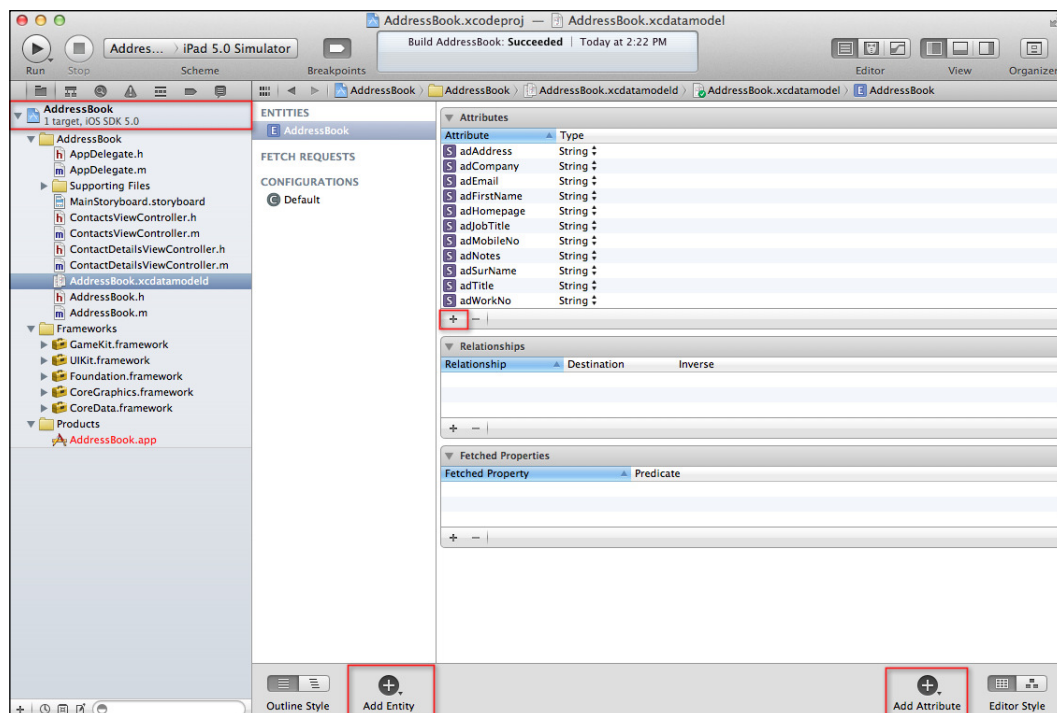 AddressBook.xcodeproj — AddressBook.xcdatamodel
Addres... iPad 5.0 Simulator
Build AddressBook: Succeeded | Today at 2:22 PM
Run Stop Scheme Breakpoints Editor View Organizer
AddressBook AddressBook AddressBook.xcdatamodeld AddressBook.xcdatamodel E AddressBook
AddressBook
1 target, iOS SDK 5.0
AddressBook
h AppDelegate.h
m AppDelegate.m
Supporting Files
MainStoryboard.storyboard
h ContactsViewController.h
m ContactsViewController.m
h ContactDetailsViewController.h
m ContactDetailsViewController.m
AddressBook.xcdatamodeld
h AddressBook.h
m AddressBook.m
Frameworks
GameKit.framework
UIKit.framework
Foundation.framework
CoreGraphics.framework
CoreData.framework
Products
AddressBook.app
ENTITIES
E AddressBook
FETCH REQUESTS
CONFIGURATIONS
C Default
Attributes
Attribute Type
S adAddress String
S adCompany String
S adEmail String
S adFirstName String
S adHomepage String
S adJobTitle String
S adMobileNo String
S adNotes String
S adSurName String
S adTitle String
S adWorkNo String
+ −
Relationships
Relationship Destination Inverse
+ −
Fetched Properties
Fetched Property Predicate
+ −
Outline Style Add Entity Add Attribute Editor Style